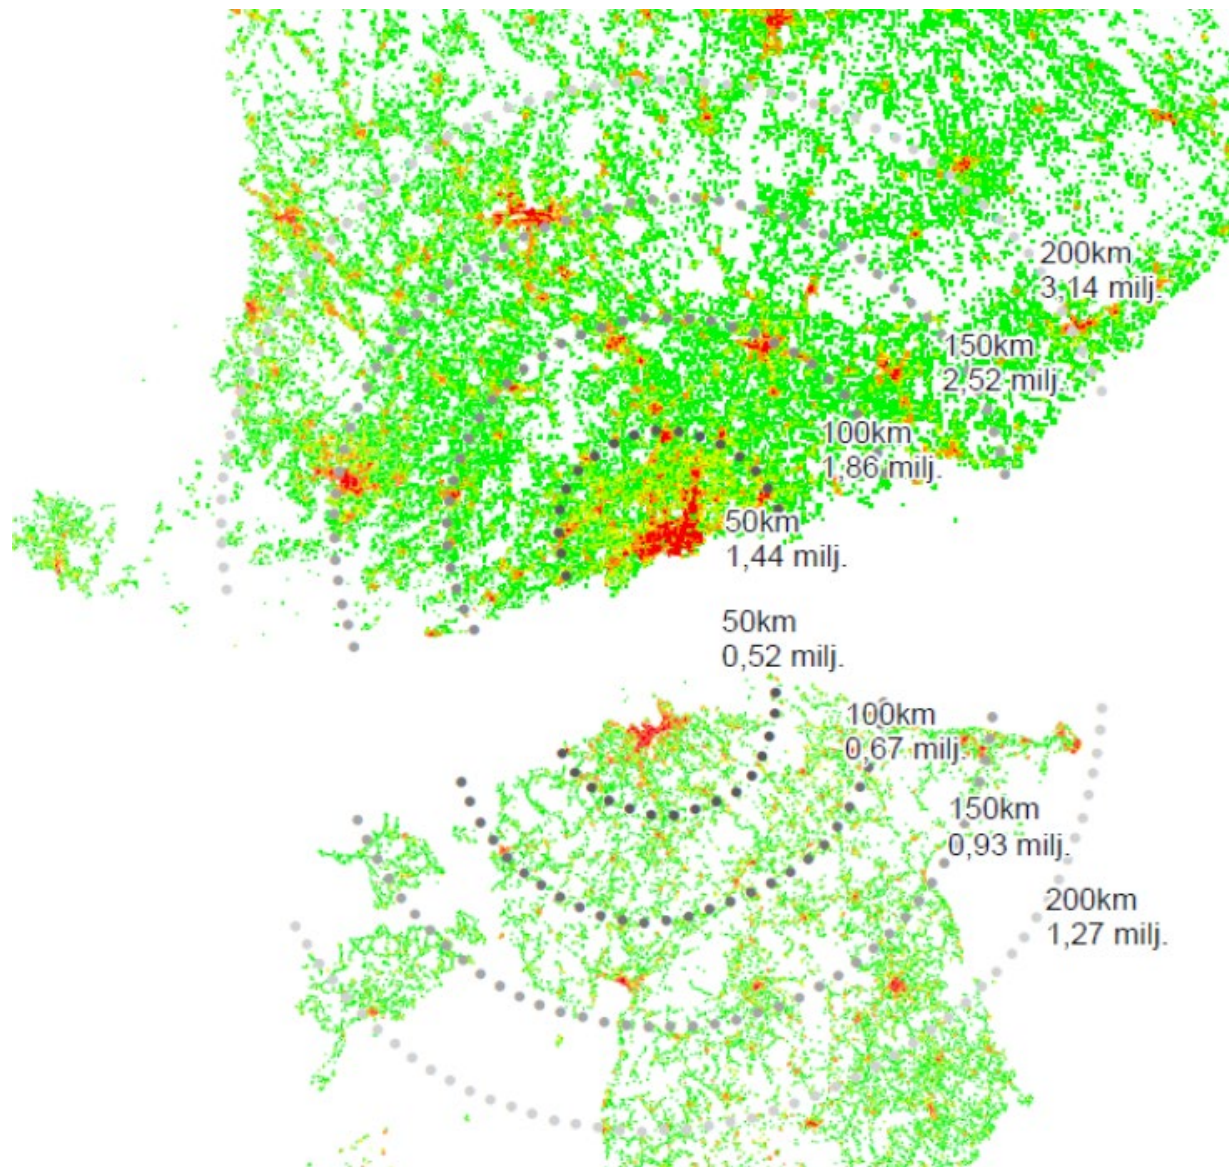 200km
3,14 milj.
150km
2,52 milj.
100km
1,86 milj.
50km
1,44 milj.
50km
0,52 milj.
100km
0,67 milj.
150km
0,93 milj.
200km
1,27 milj.